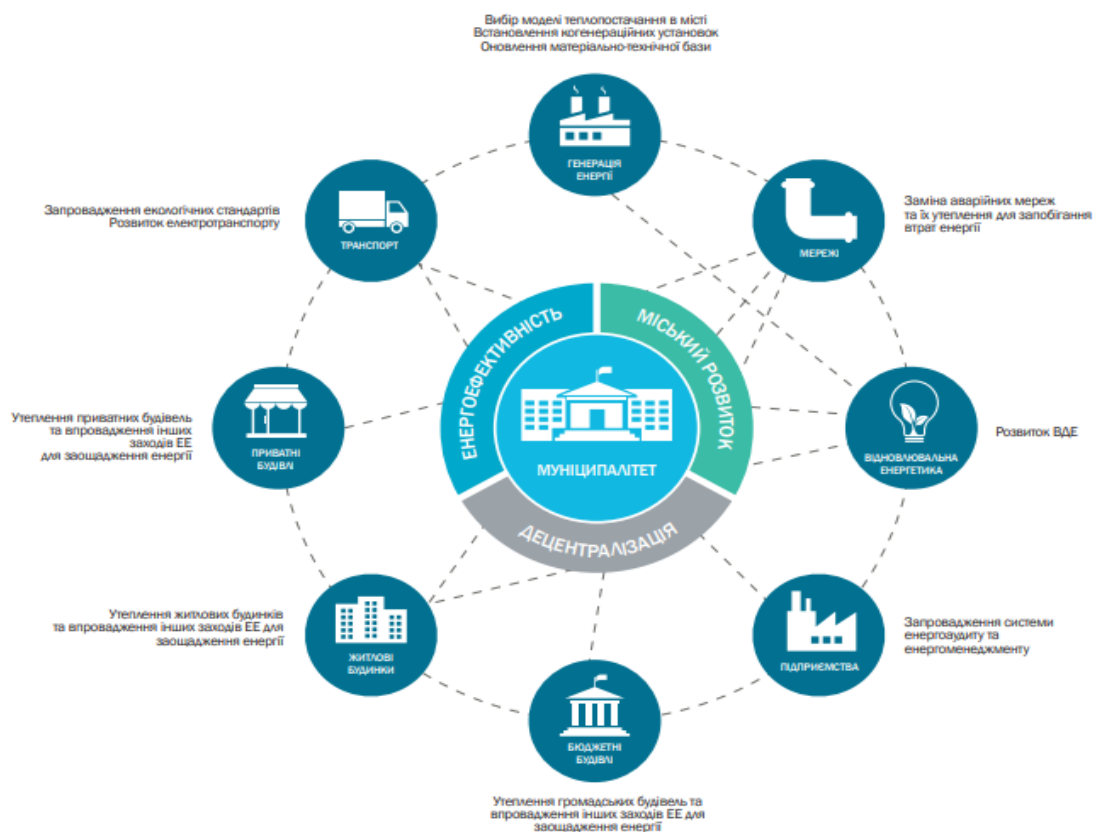 Вибір моделі теплопостачання в місті
Встановлення когенераційних установок
Оновлення матеріально-технічної бази
ГЕНЕРАЦІЯ
ЕНЕРГІЇ
Заміна аварійних мереж
та їх утеплення для запобігання
втрат енергії
МЕРЕЖІ
Розвиток ВДЕ
ВІДНОВЛЮВАЛЬНА
ЕНЕРГЕТИКА
Запровадження системи
енергоаудиту та
енергоменеджменту
ПІДПРИЄМСТВА
БЮДЖЕТНІ
БУДІВЛІ
Утеплення громадських будівель та
впровадження інших заходів ЕЕ для
заощадження енергії
Утеплення житлових будинків
та впровадження інших заходів ЕЕ для
заощадження енергії
ЖИТЛОВІ
БУДИНКИ
Утеплення приватних будівель
та впровадження інших
заходів ЕЕ
для заощадження енергії
ПРИВАТНІ
БУДІВЛІ
Запровадження екологічних стандартів
Розвиток електротранспорту
ТРАНСПОРТ
ЕНЕРГОЕФЕКТИВНІСТЬ
МІСЬКИЙ РОЗВИТОК
ДЕЦЕНТРАЛІЗАЦІЯ
МУНІЦИПАЛІТЕТ